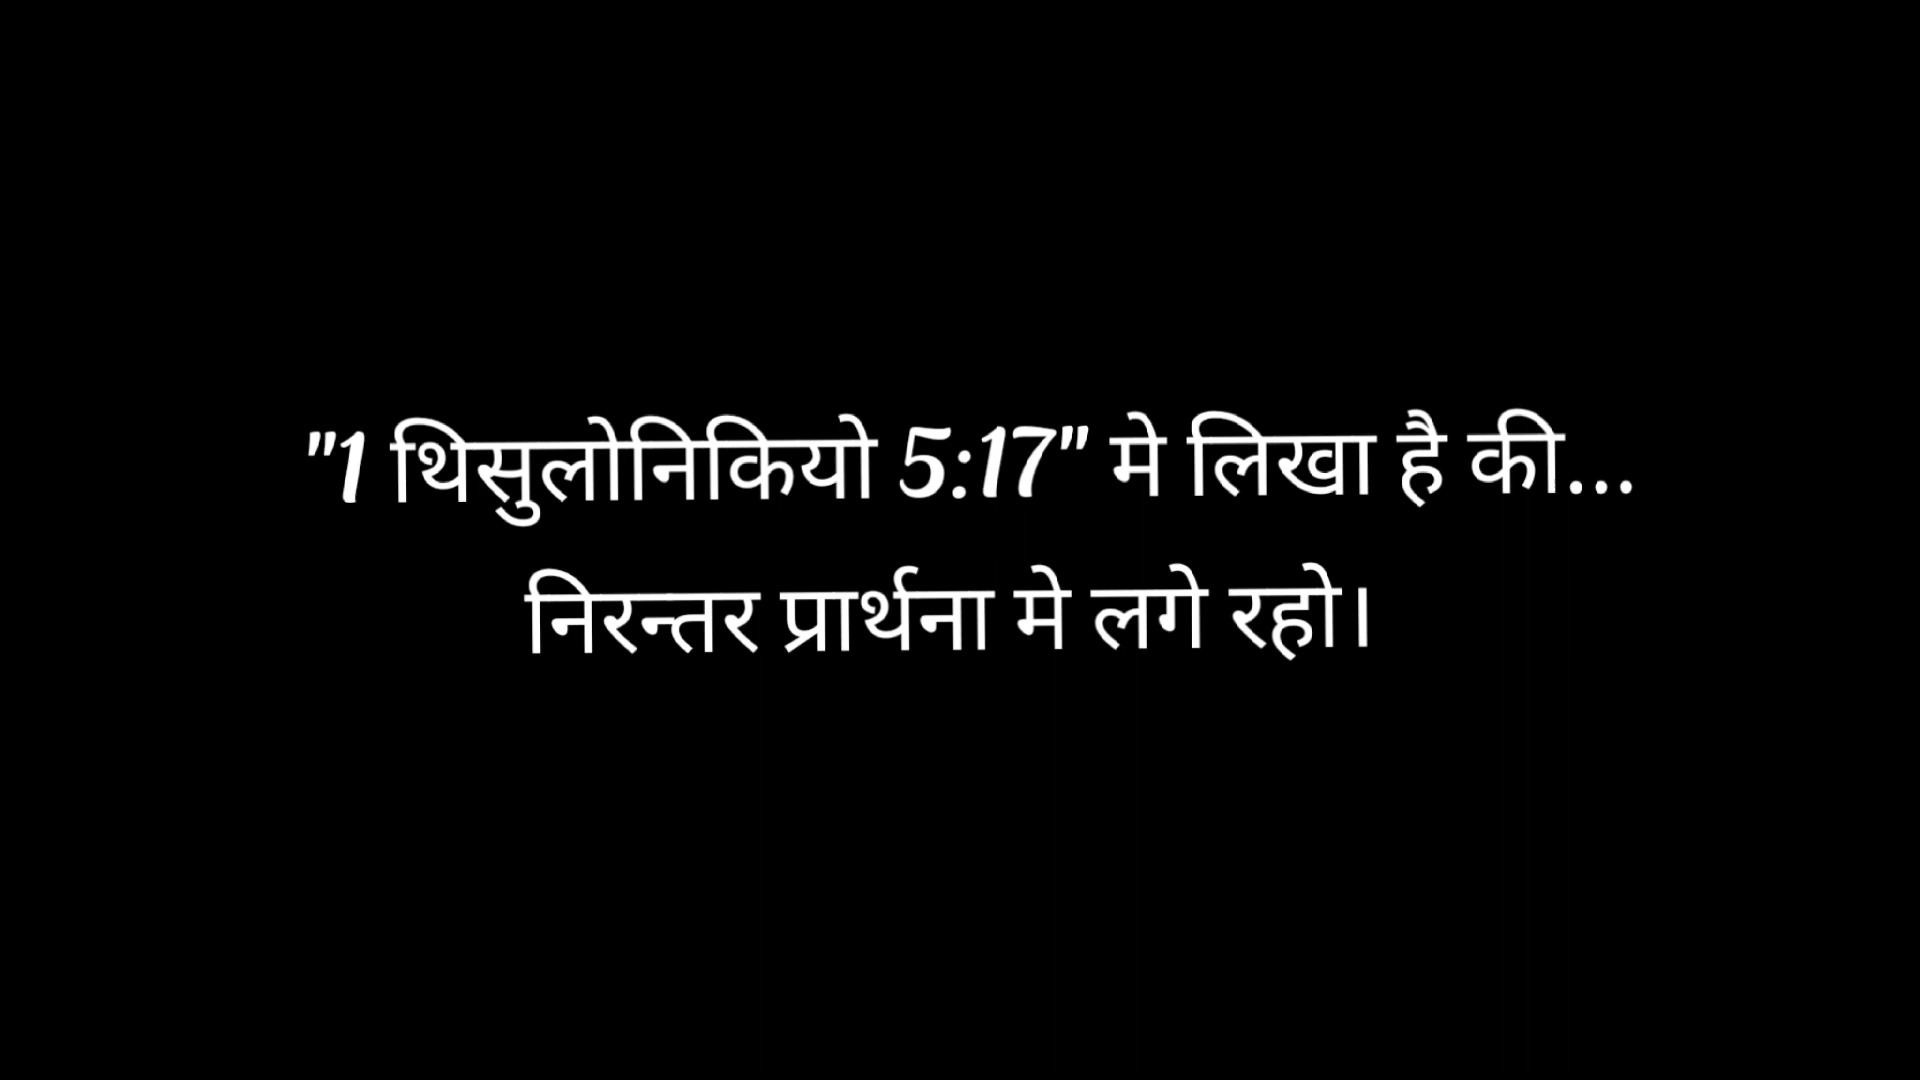 "1 थिसुलोनिकियो 5:17" मे लिखा है की...
निरन्तर प्रार्थना मे लगे रहो।